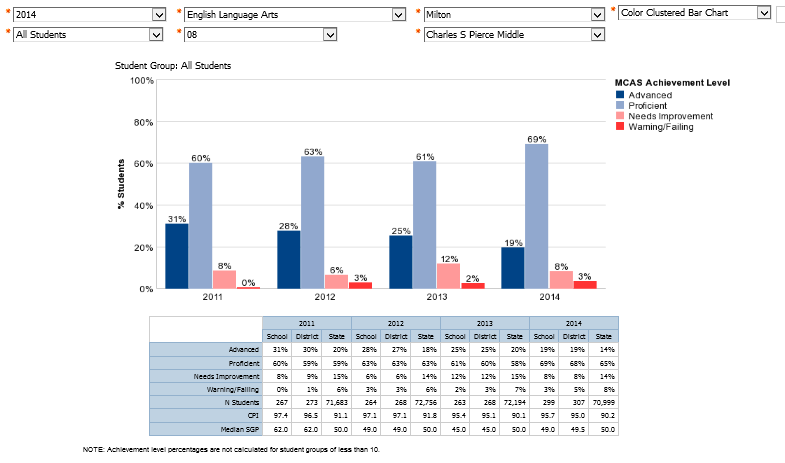 * 2014 * English Language Arts * Milton * Color Clustered Bar Chart
* All Students * 08 * Charles S Pierce Middle
Student Group: All Students
MCAS Achievement Level
Advanced
Proficient
Needs Improvement
Warning/Failing
% Students
100%
80%
60%
40%
20%
0%
31% 60% 8% 0%
28% 63% 6% 3%
25% 61% 12% 2%
19% 69% 8% 3%
2011 2012 2013 2014
2011 2012 2013 2014
School District State School District State School District State School District State
Advanced 31% 30% 20% 28% 27% 18% 25% 25% 20% 19% 19% 14%
Proficient 60% 59% 59% 63% 63% 63% 61% 60% 58% 69% 68% 65%
Needs Improvement 8% 9% 15% 6% 6% 14% 12% 12% 15% 8% 8% 14%
Warning/Failing 0% 1% 6% 3% 3% 6% 2% 3% 7% 3% 5% 8%
N Students 267 273 71,683 264 268 72,756 263 268 72,194 299 307 70,999
CPI 97.4 96.5 91.1 97.1 97.1 91.8 95.4 95.1 90.1 95.7 95.0 90.2
Median SGP 62.0 62.0 50.0 49.0 49.0 50.0 45.0 45.0 50.0 49.0 49.5 50.0
NOTE: Achievement level percentages are not calculated for student groups of less than 10.